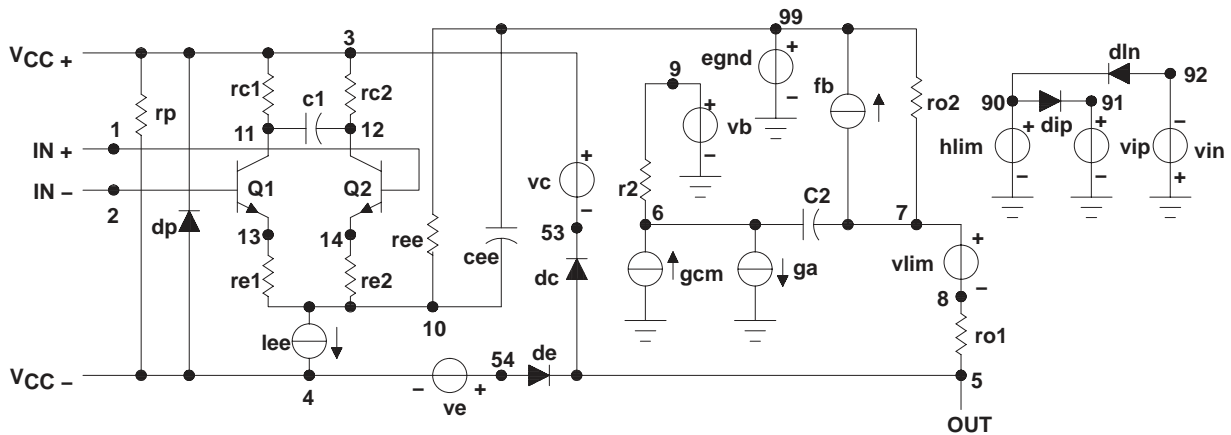 99
VCC +
3
egnd
+
−
fb
dln
92
rp
rc1
c1
rc2
9
vb
+
−
ro2
90
dip
91
1
11
12
IN +
hlim
+
−
vip
+
−
vin
−
+
IN −
2
Q1
Q2
vc
+
−
r2
6
C2
7
dp
13
14
ree
cee
53
dc
gcm
ga
vlim
+
−
re1
re2
8
10
Iee
ro1
VCC −
4
−
ve
+
54
de
5
OUT